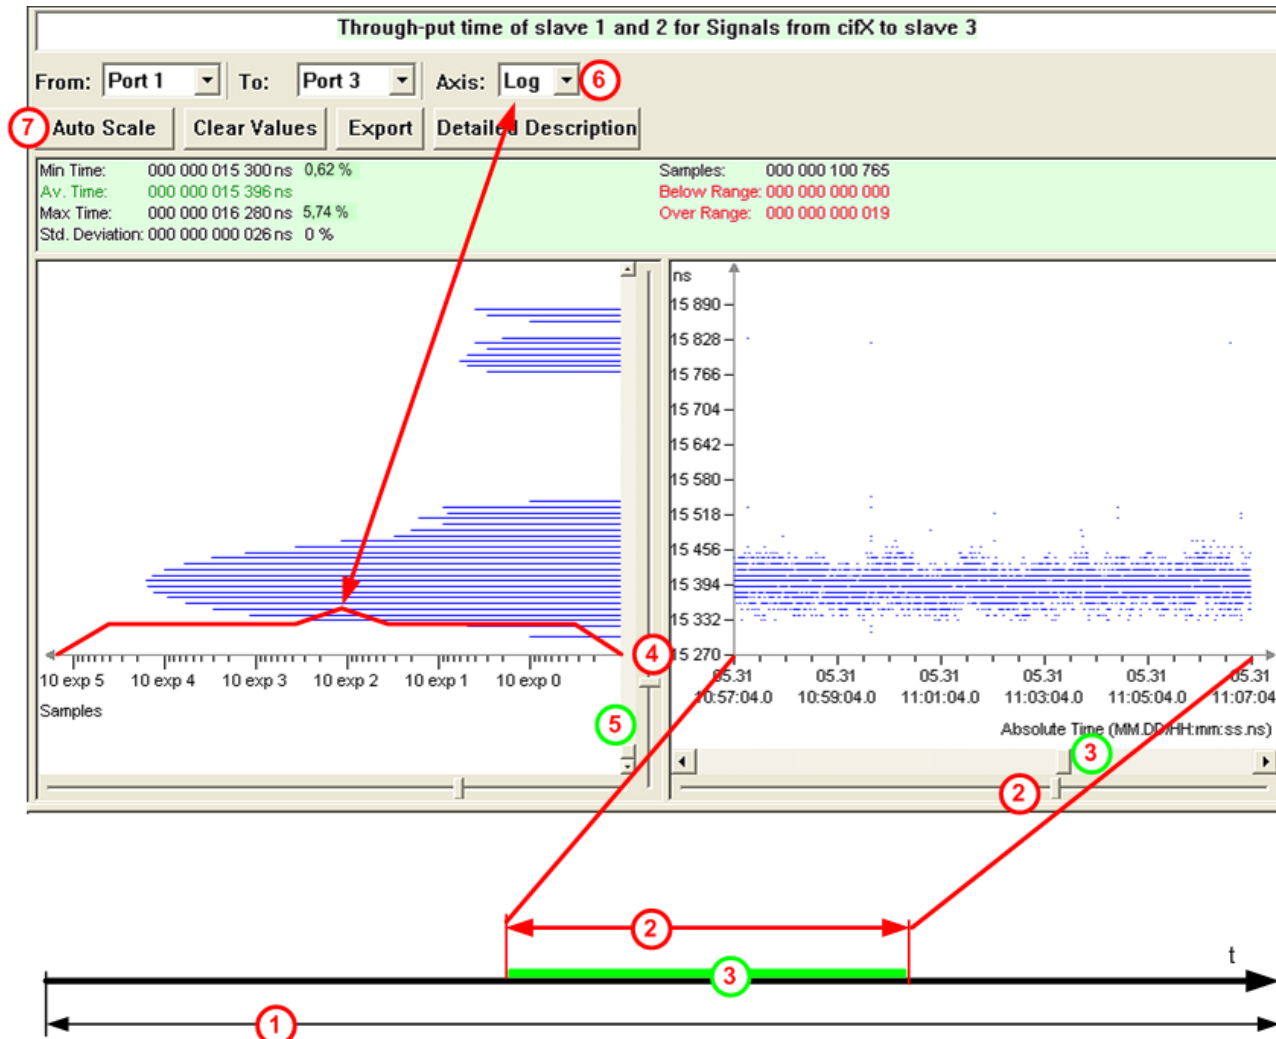 Through-put time of slave 1 and 2 for Signals from cifX to slave 3
From: Port 1 To: Port 3 Axis: Log 6
7 Auto Scale Clear Values Export Detailed Description
Min Time: 000 000 015 300 ns 0,62 % Samples: 000 000 100 765
Av. Time: 000 000 015 396 ns Below Range: 000 000 000 000
Max Time: 000 000 016 280 ns 5,74 % Over Range: 000 000 000 019
Std. Deviation: 000 000 000 026 ns 0 %
ns
15 890
15 828
15 766
15 704
15 642
15 580
15 518
15 456
15 394
15 332
4 15 270
10 exp 5 10 exp 4 10 exp 3 10 exp 2 10 exp 1 10 exp 0
Samples
5
05.31 05.31 05.31 05.31 05.31 05.31
10:57:04.0 10:59:04.0 11:01:04.0 11:03:04.0 11:05:04.0 11:07:04
Absolute Time (MM.DD/HH:mm:ss.ns)
3
2
2
t
3
1